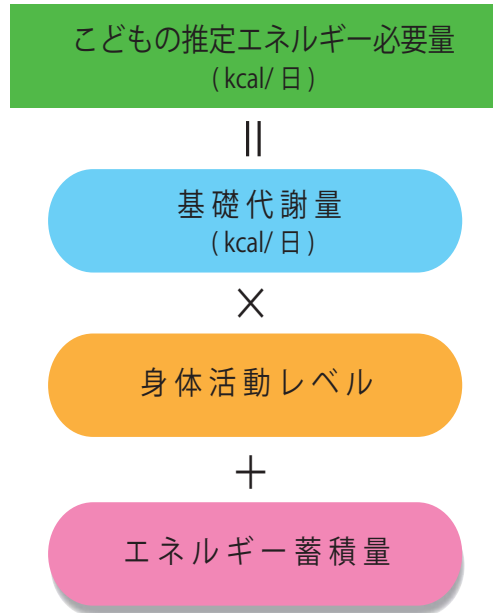 こどもの推定エネルギー必要量
(kcal/日)
||
基礎代謝量
(kcal/日)
×
身体活動レベル
+
エネルギー蓄積量